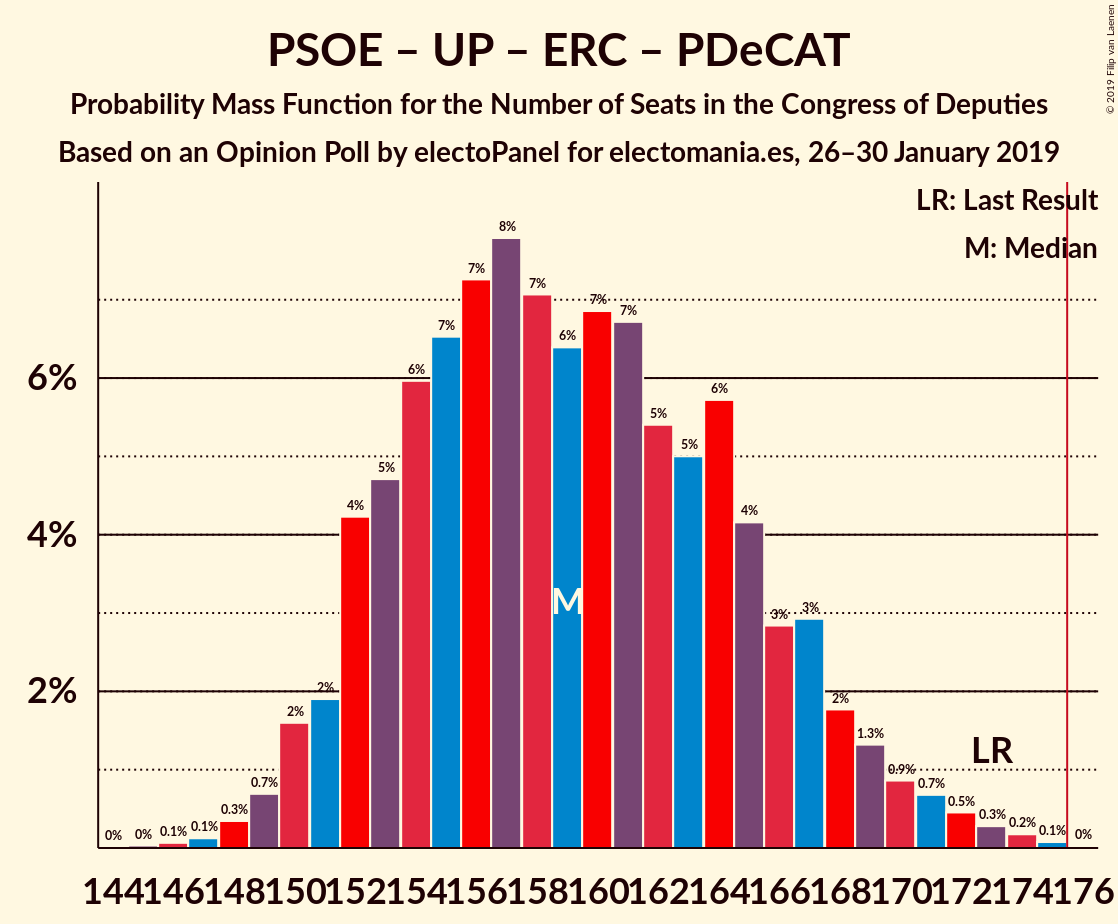 PSOE – UP – ERC – PDeCAT
Probability Mass Function for the Number of Seats in the Congress of Deputies
Based on an Opinion Poll by electoPanel for electomania.es, 26–30 January 2019
© 2019 Filip van Laenen
LR: Last Result
M: Median
6%
4%
2%
0% 0% 0.1% 0.1% 0.3% 0.7% 2% 2% 4% 5% 6% 7% 7% 8% 7% 6% 7% 7% 5% 5% 6% 4% 3% 3% 2% 1.3% 0.9% 0.7% 0.5% 0.3% 0.2% 0.1% 0%
M
LR
144 146 148 150 152 154 156 158 160 162 164 166 168 170 172 174 176